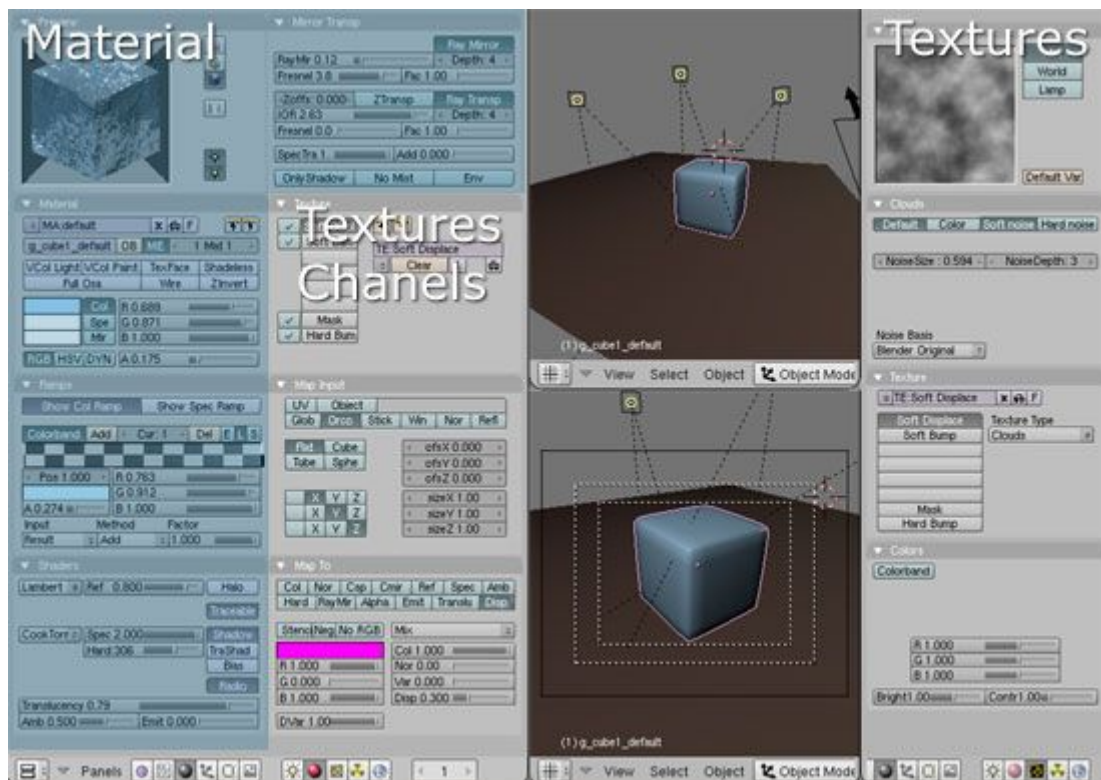 Material
Preview
Mirror Transp
Ray Mirror
RayMir 0.12
Depth: 4
Fresnel 3.8
Fac 1.00
Zoffs: 0.000
ZTransp
Ray Transp
IOR 2.63
Depth: 4
Fresnel 0.0
Fac 1.00
SpecTra 1
Add 0.000
OnlyShadow
No Mist
Env
Material
MA:default
X
F
g_cube1_default
OB
ME
1 Mat 1
VCol Light
VCol Paint
TexFace
Shadeless
Full Osa
Wire
ZInvert
Col
R 0.689
Spe
G 0.871
Mir
B 1.000
RGB
HSV
DYN
A 0.175
Texture
Textures
Chanels
TE:Soft Displace
Clear
Mask
Hard Bum
Ramps
Show Col Ramp
Show Spec Ramp
Colorband
Add
Cur: 1
Del
E
L
S
Pos 1.000
R 0.763
G 0.912
A 0.274
B 1.000
Input
Method
Factor
Result
Add
1.000
Map Input
UV
Object
Glob
Orco
Stick
Win
Nor
Refl
Flat
Cube
Tube
Sphe
ofsX 0.000
ofsY 0.000
ofsZ 0.000
X
Y
Z
sizeX 1.00
X
Y
Z
sizeY 1.00
X
Y
Z
sizeZ 1.00
Shaders
Lambert
Ref 0.800
Halo
Traceable
CookTorr
Spec 2.000
Shadow
Hard:306
TraShad
Bias
Radio
Translucency 0.79
Amb 0.500
Emit 0.000
Map To
Col
Nor
Csp
Cmir
Ref
Spec
Amb
Hard
RayMir
Alpha
Emit
Translu
Disp
Stenc
Neg
No RGB
Mix
Col 1.000
R 1.000
Nor 0.00
G 0.000
Var 0.000
B 1.000
Disp 0.300
DVar 1.00
Panels
1
(1) g_cube1_default
View
Select
Object
Object Mode
(1) g_cube1_default
View
Select
Object
Object Mode
Textures
World
Lamp
Default Var
Clouds
Default
Color
Soft noise
Hard noise
NoiseSize : 0.594
NoiseDepth: 3
Noise Basis
Blender Original
Texture
TE:Soft Displace
X
F
Soft Displace
Texture Type
Soft Bump
Clouds
Mask
Hard Bump
Colors
Colorband
R 1.000
G 1.000
B 1.000
Bright1.00
Contr1.00